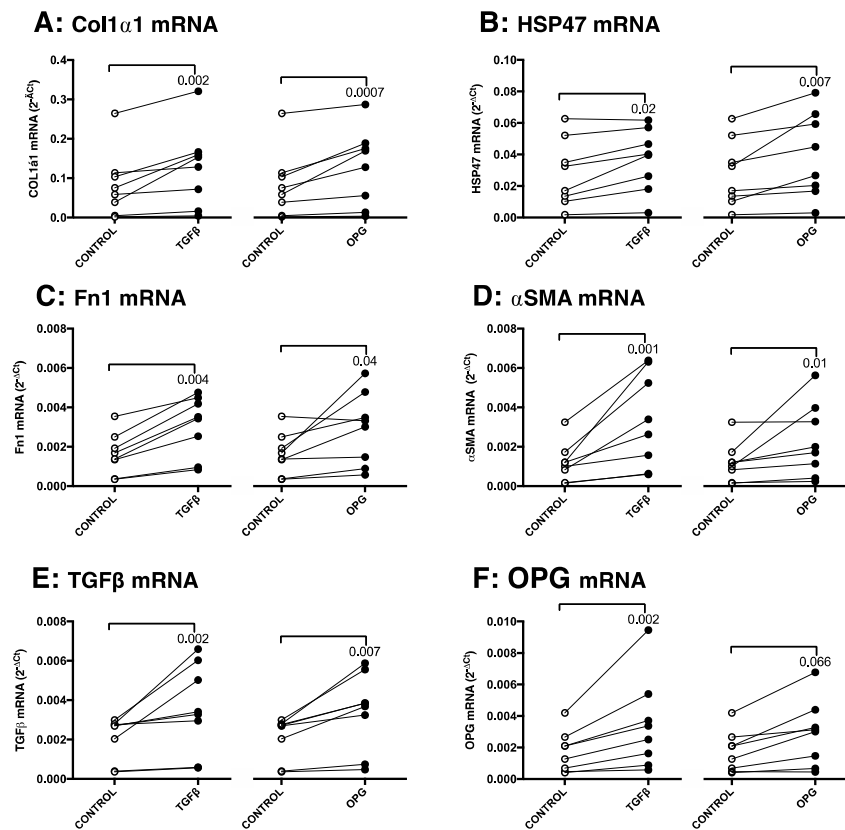 A: Col1α1 mRNA
COL1á1 mRNA (2^-ÄCt)
0.4
0.3
0.2
0.1
0.0
0.002
0.0007
CONTROL
TGFβ
CONTROL
OPG
B: HSP47 mRNA
HSP47 mRNA (2^-ΔCt)
0.10
0.08
0.06
0.04
0.02
0.00
0.02
0.007
CONTROL
TGFβ
CONTROL
OPG
C: Fn1 mRNA
Fn1 mRNA (2^-ΔCt)
0.008
0.006
0.004
0.002
0.000
0.004
0.04
CONTROL
TGFβ
CONTROL
OPG
D: αSMA mRNA
αSMA mRNA (2^-ΔCt)
0.008
0.006
0.004
0.002
0.000
0.001
0.01
CONTROL
TGFβ
CONTROL
OPG
E: TGFβ mRNA
TGFβ mRNA (2^-ΔCt)
0.008
0.006
0.004
0.002
0.000
0.002
0.007
CONTROL
TGFβ
CONTROL
OPG
F: OPG mRNA
OPG mRNA (2^-ΔCt)
0.010
0.008
0.006
0.004
0.002
0.000
0.002
0.066
CONTROL
TGFβ
CONTROL
OPG